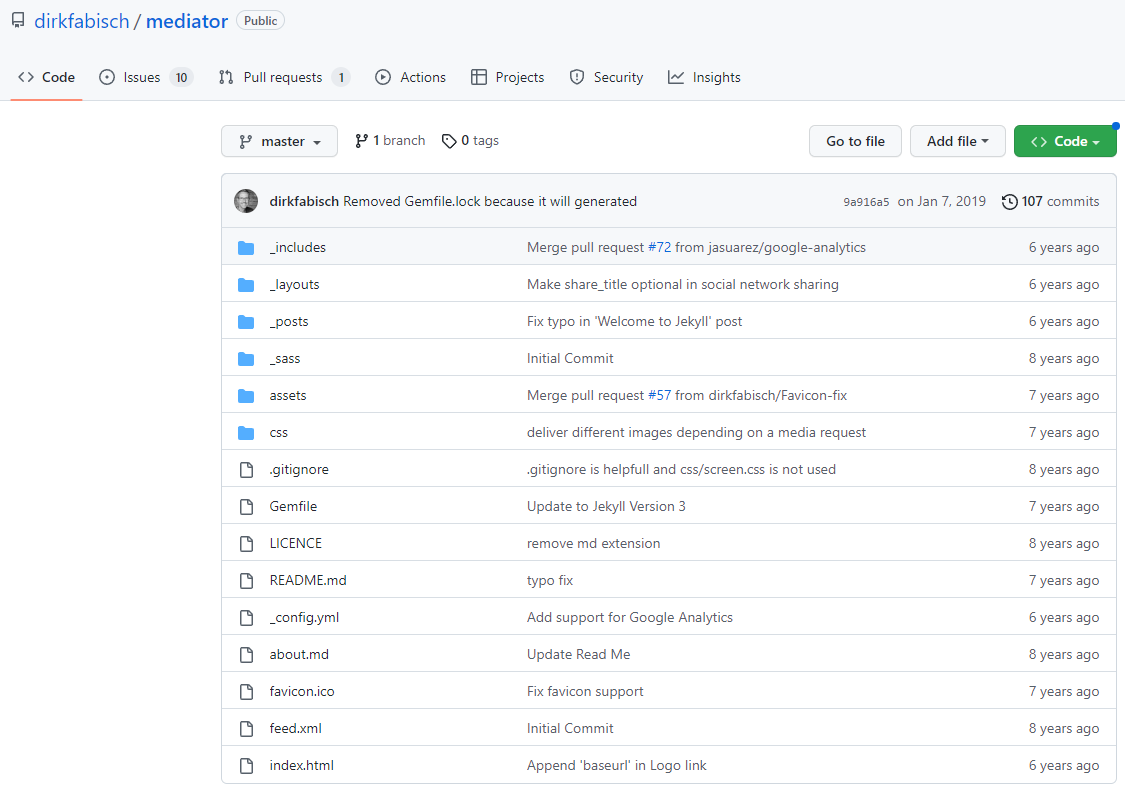 dirkfabisch / mediator Public
Code Issues 10 Pull requests 1 Actions Projects Security Insights
master 1 branch 0 tags Go to file Add file Code
dirkfabisch Removed Gemfile.lock because it will generated 9a916a5 on Jan 7, 2019 107 commits
_includes Merge pull request #72 from jasuarez/google-analytics 6 years ago
_layouts Make share_title optional in social network sharing 6 years ago
_posts Fix typo in 'Welcome to Jekyll' post 6 years ago
_sass Initial Commit 8 years ago
assets Merge pull request #57 from dirkfabisch/Favicon-fix 7 years ago
css deliver different images depending on a media request 7 years ago
.gitignore .gitignore is helpfull and css/screen.css is not used 8 years ago
Gemfile Update to Jekyll Version 3 7 years ago
LICENCE remove md extension 8 years ago
README.md typo fix 7 years ago
_config.yml Add support for Google Analytics 6 years ago
about.md Update Read Me 8 years ago
favicon.ico Fix favicon support 7 years ago
feed.xml Initial Commit 8 years ago
index.html Append 'baseurl' in Logo link 6 years ago